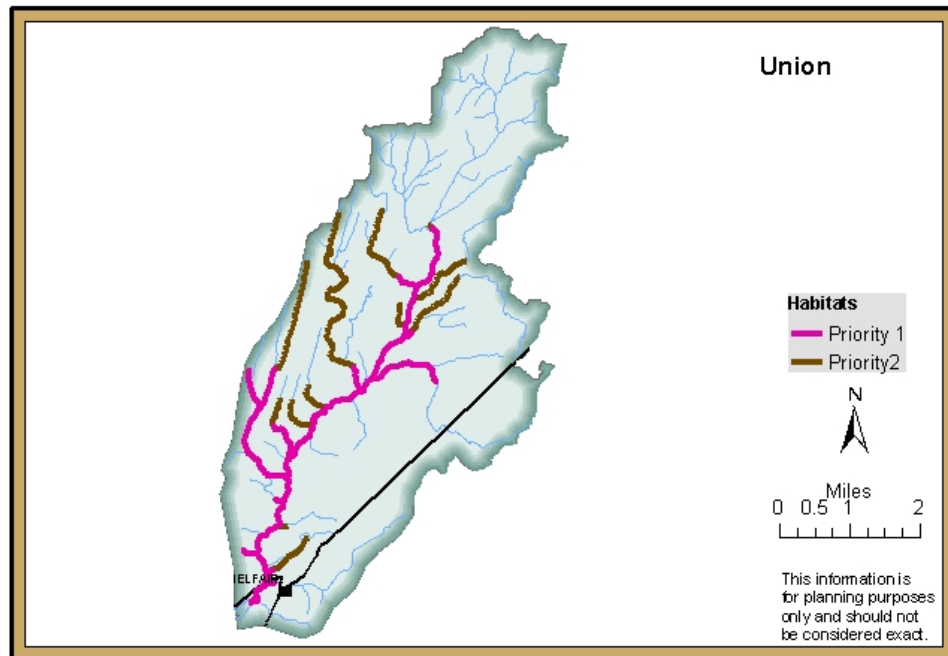 Union
Habitats
Priority 1
Priority2
N
Miles
0 0.5 1 2
This information is
for planning purposes
only and should not
be considered exact.